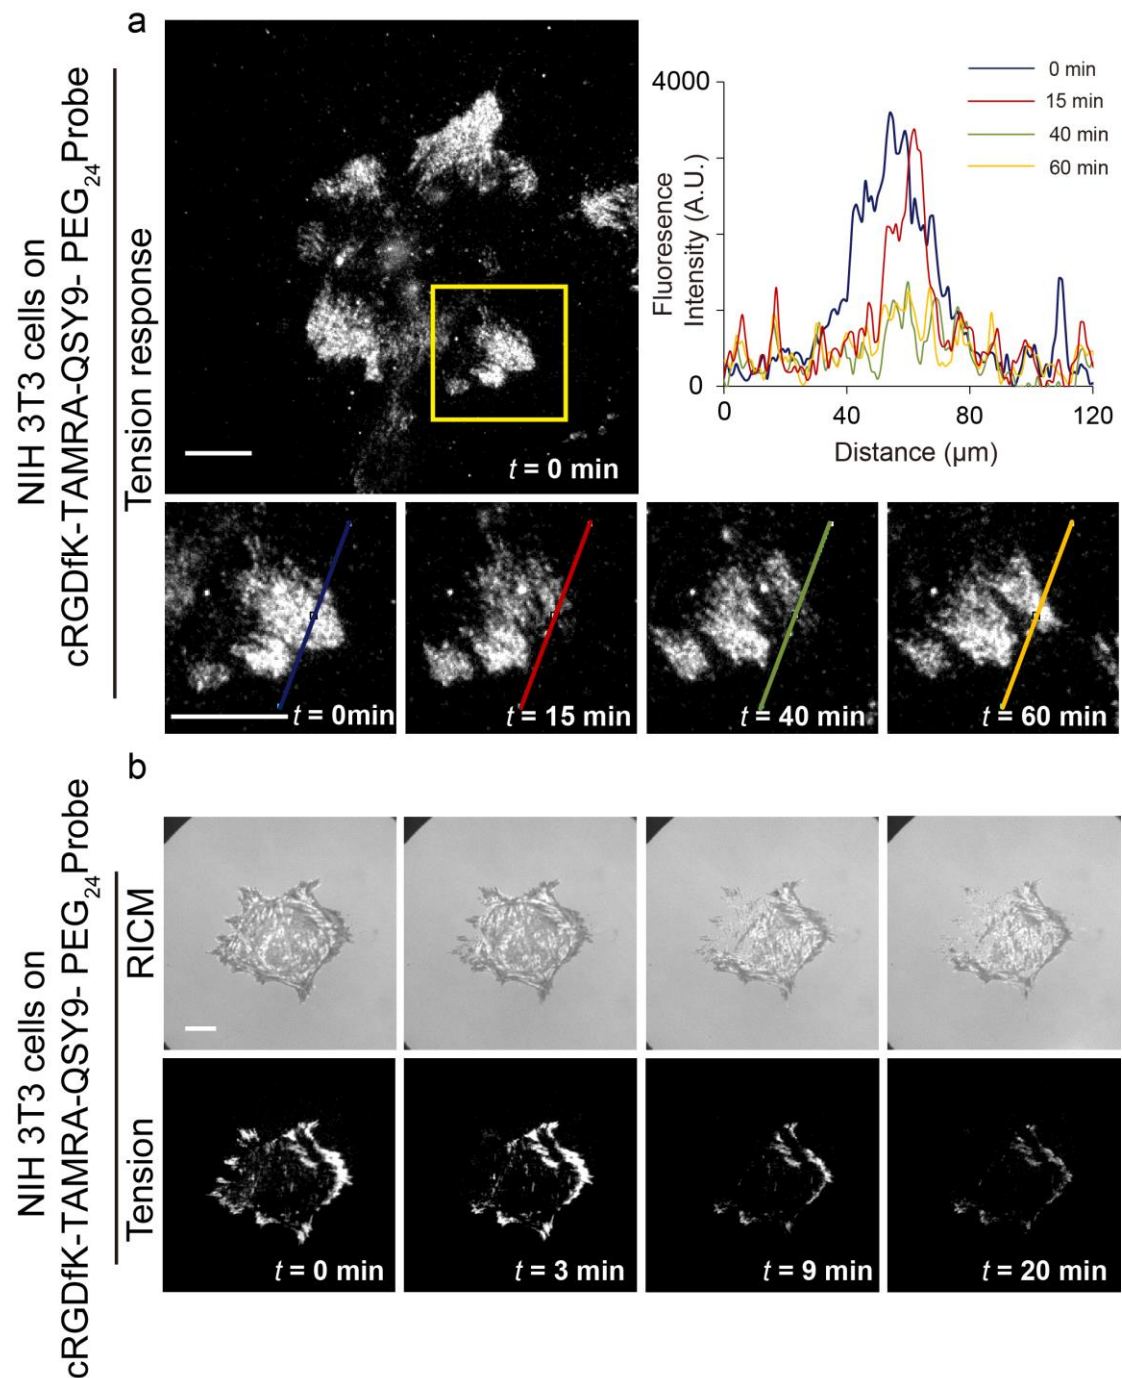 a
NIH 3T3 cells on
cRGDfK-TAMRA-QSY9- PEG24Probe
Tension response
t = 0 min
4000
0
Fluoresence
Intensity (A.U.)
0 40 80 120
Distance (µm)
0 min
15 min
40 min
60 min
t = 0min
t = 15 min
t = 40 min
t = 60 min
b
NIH 3T3 cells on
cRGDfK-TAMRA-QSY9- PEG24Probe
RICM
Tension
t = 0 min
t = 3 min
t = 9 min
t = 20 min